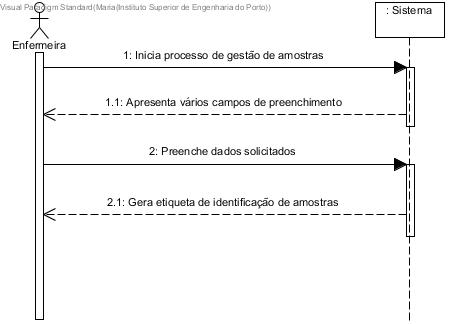 Visual Paradigm Standard(Maria(Instituto Superior de Engenharia do Porto))
: Sistema
Enfermeira
1: Inicia processo de gestão de amostras
1.1: Apresenta vários campos de preenchimento
2: Preenche dados solicitados
2.1: Gera etiqueta de identificação de amostras